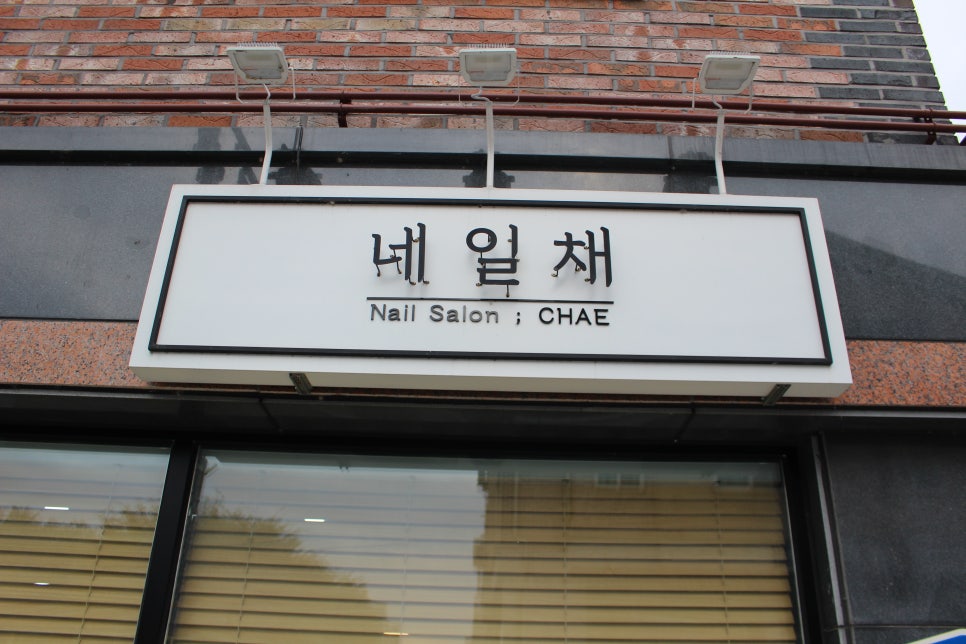 네일채
Nail Salon ; CHAE